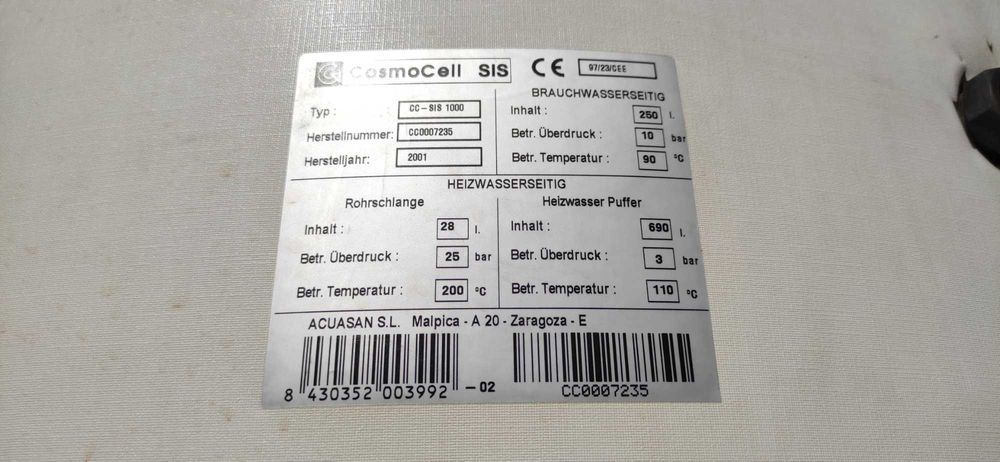 CosmoCell SIS CE 97/23/CEE
Typ : CC-SIS 1000
Herstellnummer: CC0007235
Herstelljahr: 2001
BRAUCHWASSERSEITIG
Inhalt : 250 l.
Betr. Überdruck : 10 bar
Betr. Temperatur : 90 °C
HEIZWASSERSEITIG
Rohrschlange
Inhalt : 28 l.
Betr. Überdruck : 25 bar
Betr. Temperatur : 200 °C
Heizwasser Puffer
Inhalt : 690 l.
Betr. Überdruck : 3 bar
Betr. Temperatur : 110 °C
ACUASAN S.L. Malpica - A 20 - Zaragoza - E
8 430352 003992 -02
CC0007235